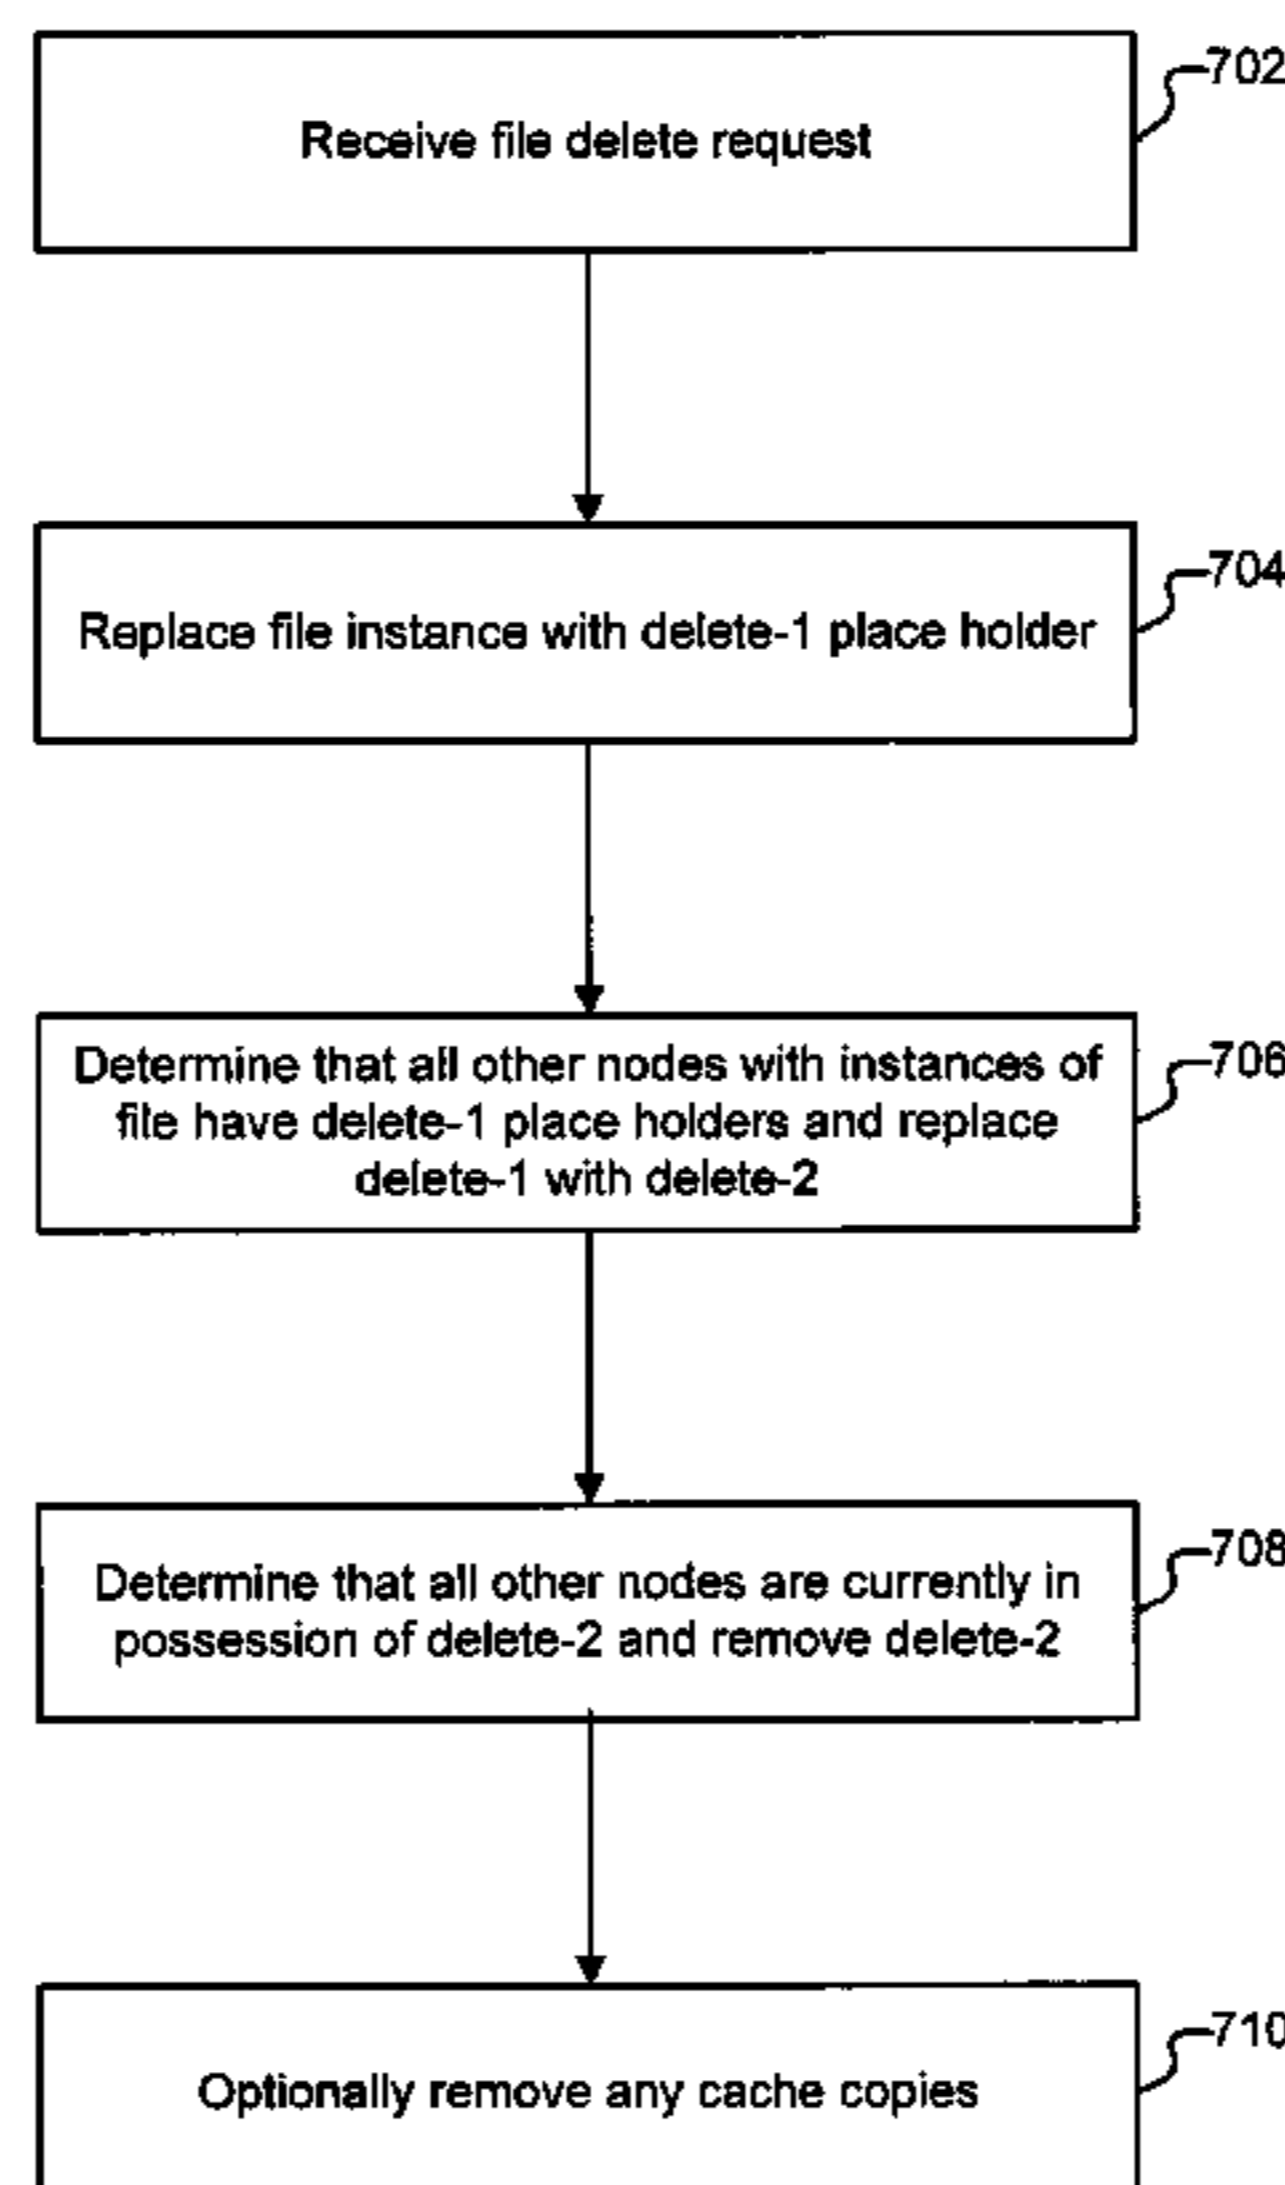 702
Receive file delete request
704
Replace file instance with delete-1 place holder
706
Determine that all other nodes with instances of
file have delete-1 place holders and replace
delete-1 with delete-2
708
Determine that all other nodes are currently in
possession of delete-2 and remove delete-2
710
Optionally remove any cache copies